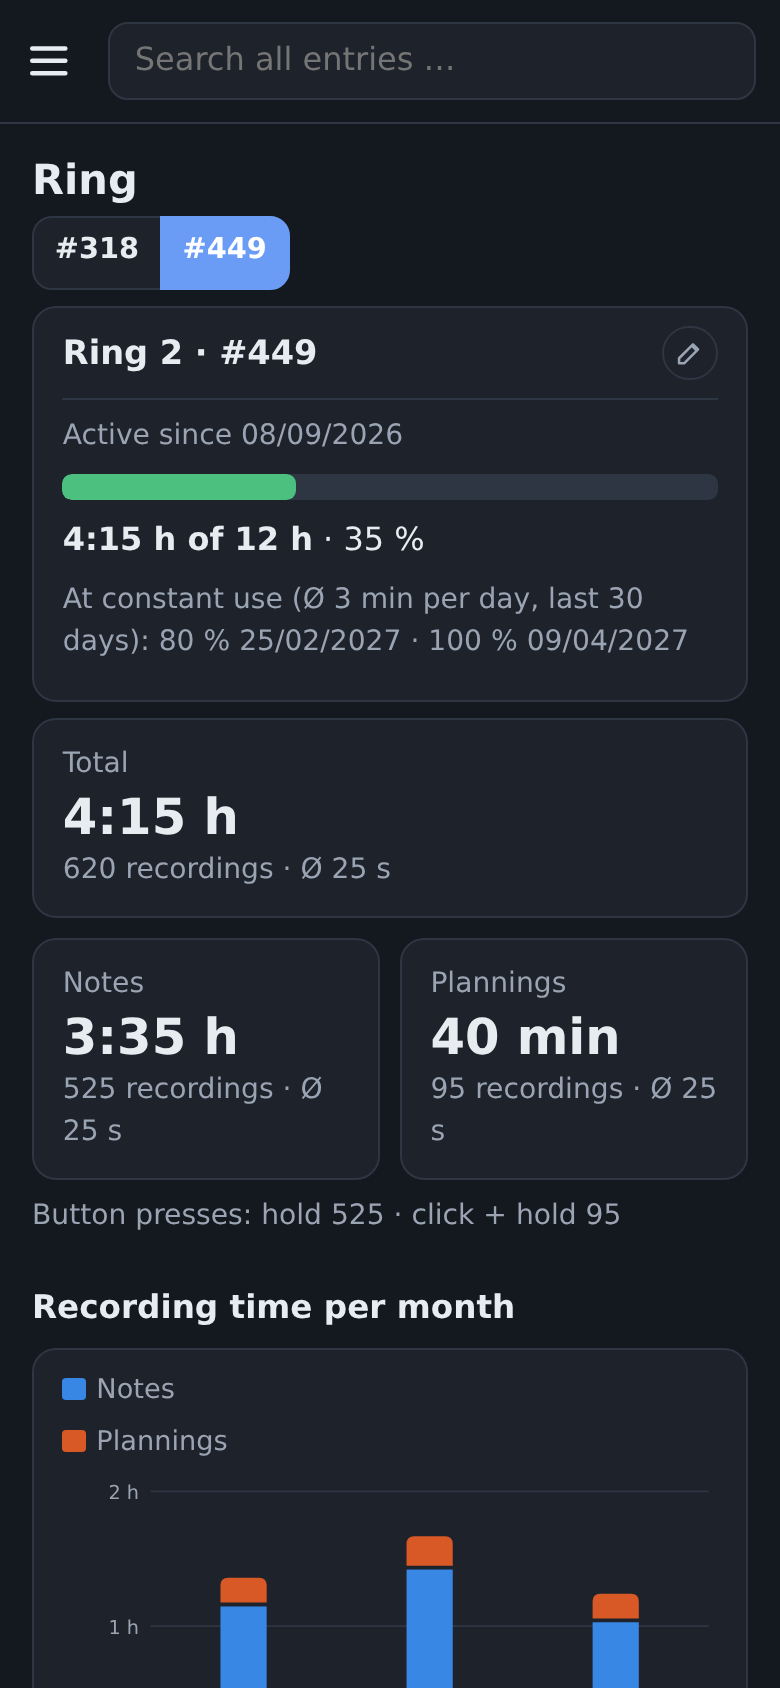 Search all entries …
Ring
#318 #449
Ring 2 · #449
Active since 08/09/2026
4:15 h of 12 h · 35 %
At constant use (Ø 3 min per day, last 30
days): 80 % 25/02/2027 · 100 % 09/04/2027
Total
4:15 h
620 recordings · Ø 25 s
Notes
3:35 h
525 recordings · Ø
25 s
Plannings
40 min
95 recordings · Ø 25
s
Button presses: hold 525 · click + hold 95
Recording time per month
Notes
Plannings
2 h
1 h